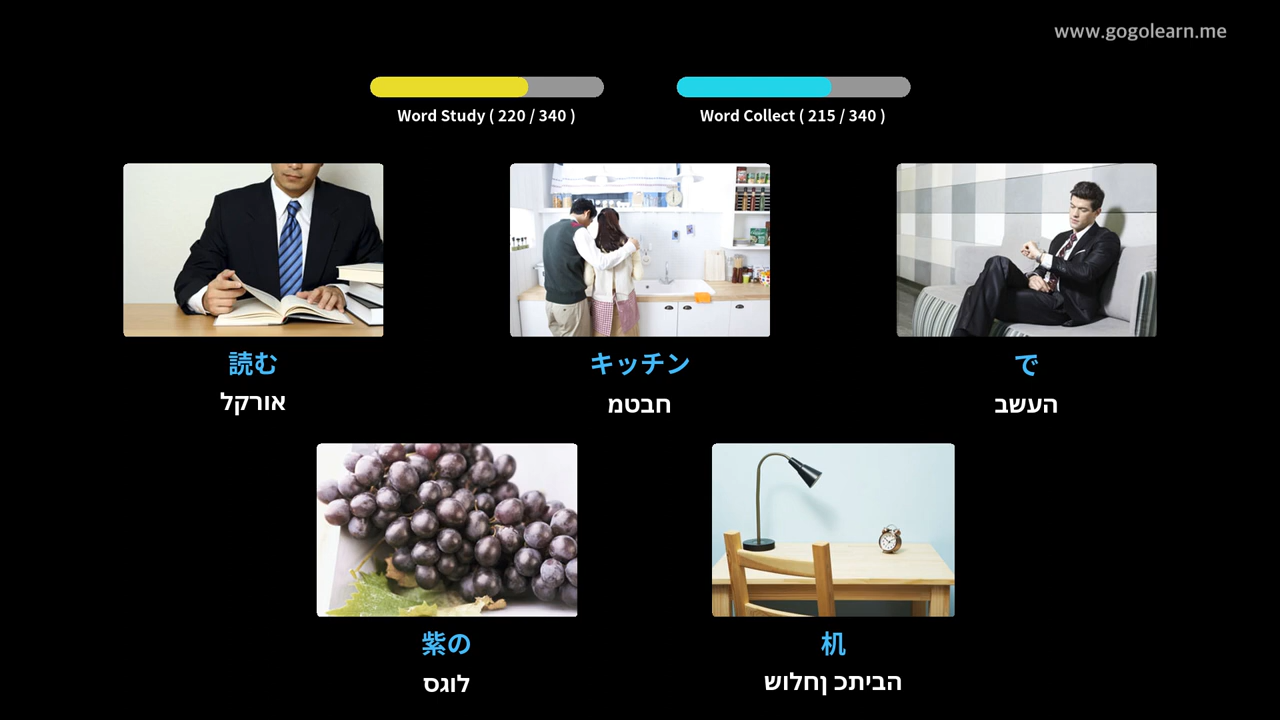 www.gogolearn.me
Word Study ( 220 / 340 )
Word Collect ( 215 / 340 )
読む
אורקל
キッチン
חבטמ
で
העשב
紫の
לוגס
机
הביתכ ןחלוש